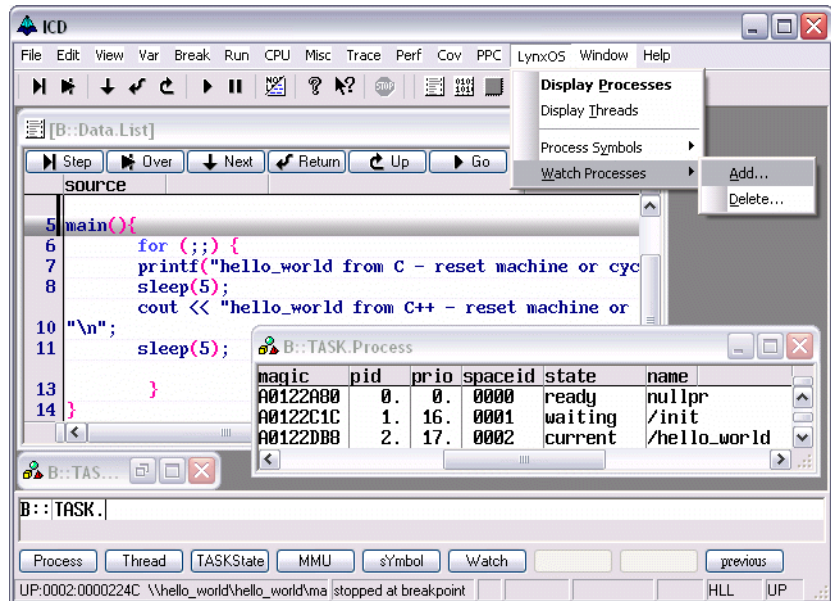 ICD
File Edit View Var Break Run CPU Misc Trace Perf Cov PPC LynxOS Window Help
NOP
STOP
Display Processes
Display Threads
Process Symbols
Watch Processes
Add...
Delete...
[B::Data.List]
Step Over Next Return Up Go
source
5 main(){
6 for (;;) {
7 printf("hello_world from C - reset machine or cyc
8 sleep(5);
cout << "hello_world from C++ - reset machine or
10 "\n";
11 sleep(5);
13 }
14 }
B::TASK.Process
magic pid prio spaceid state name
A0122A80 0. 0. 0000 ready nullpr
A0122C1C 1. 16. 0001 waiting /init
A0122DB8 2. 17. 0002 current /hello_world
B::TAS...
B::TASK.
Process Thread TASKState MMU sYmbol Watch previous
UP:0002:0000224C \\hello_world\hello_world\ma stopped at breakpoint HLL UP